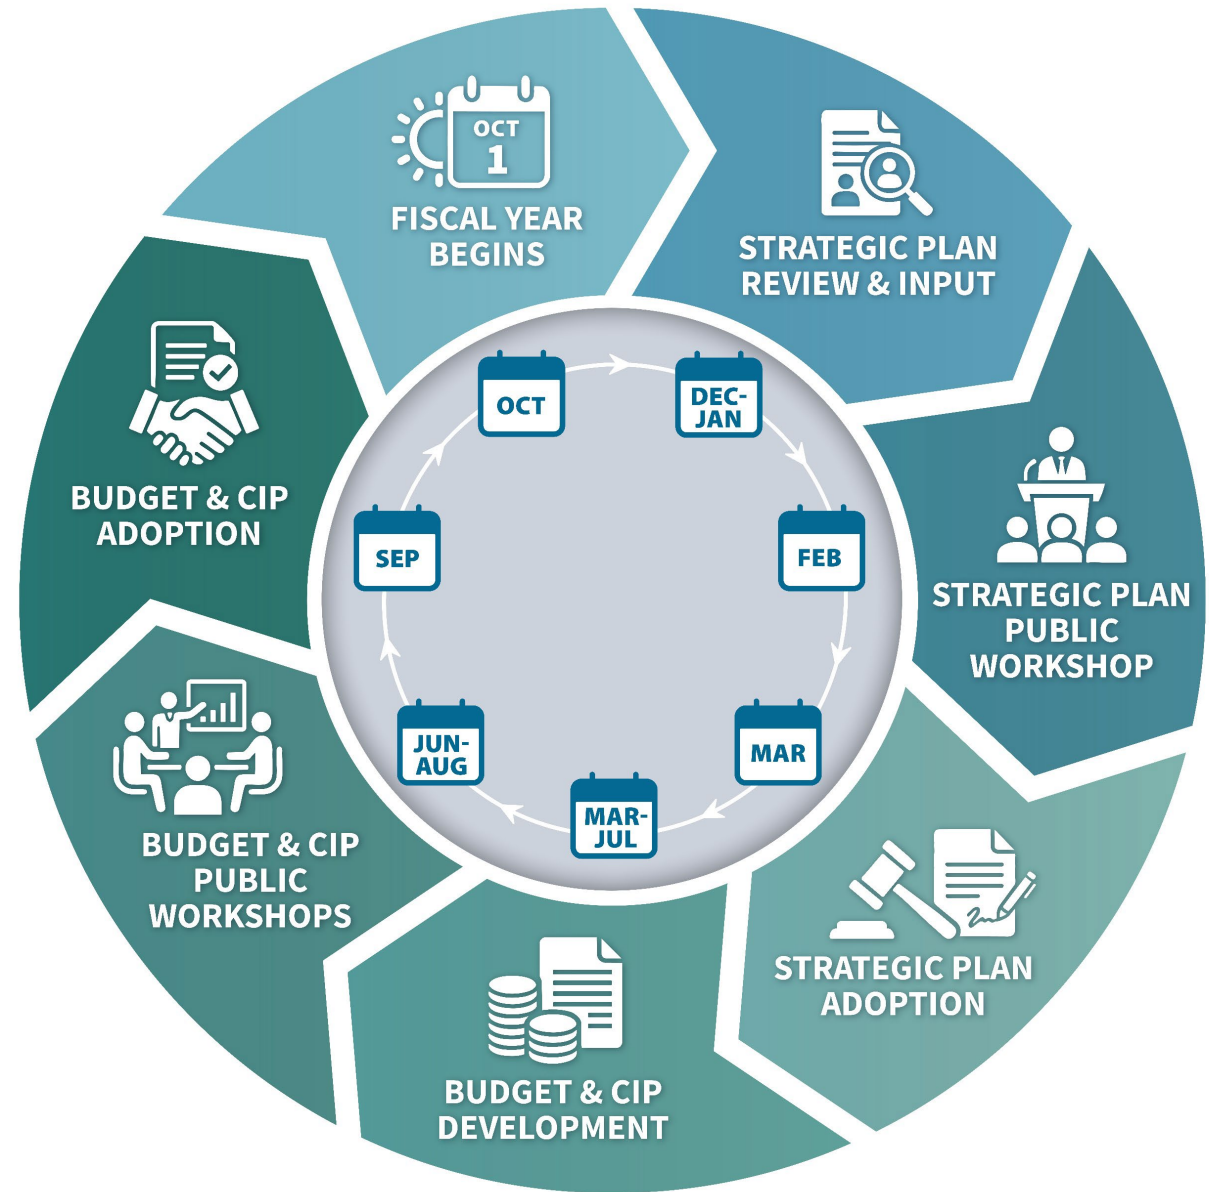 OCT
1
FISCAL YEAR
BEGINS
STRATEGIC PLAN
REVIEW & INPUT
STRATEGIC PLAN
PUBLIC
WORKSHOP
STRATEGIC PLAN
ADOPTION
BUDGET & CIP
DEVELOPMENT
BUDGET & CIP
PUBLIC
WORKSHOPS
BUDGET & CIP
ADOPTION
OCT
DEC-
JAN
FEB
MAR
MAR-
JUL
JUN-
AUG
SEP